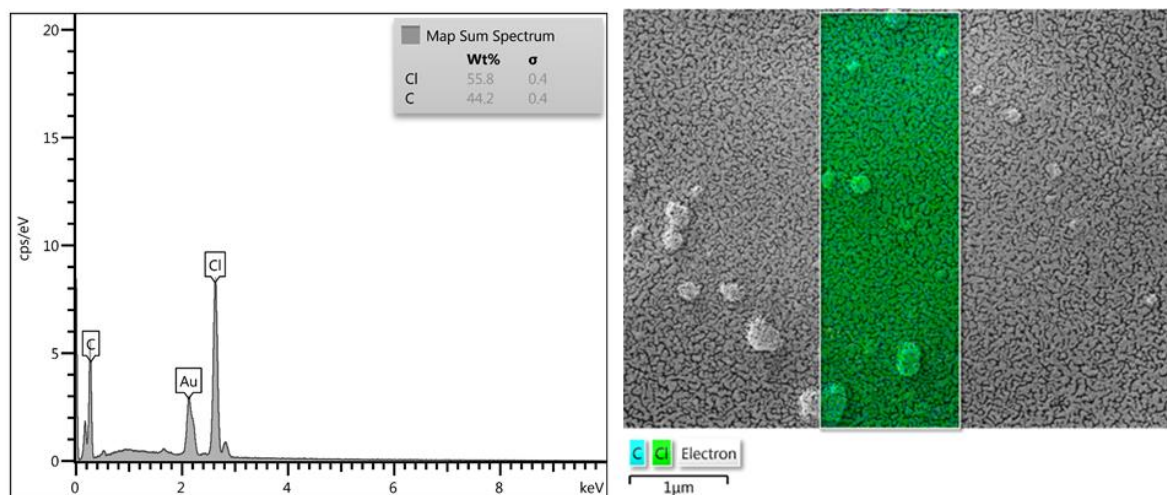 20
15
10
5
0
cps/eV
0
2
4
6
8
keV
C
Au
Cl
Map Sum Spectrum
Wt% σ
Cl 55.8 0.4
C 44.2 0.4
C Cl Electron
1μm